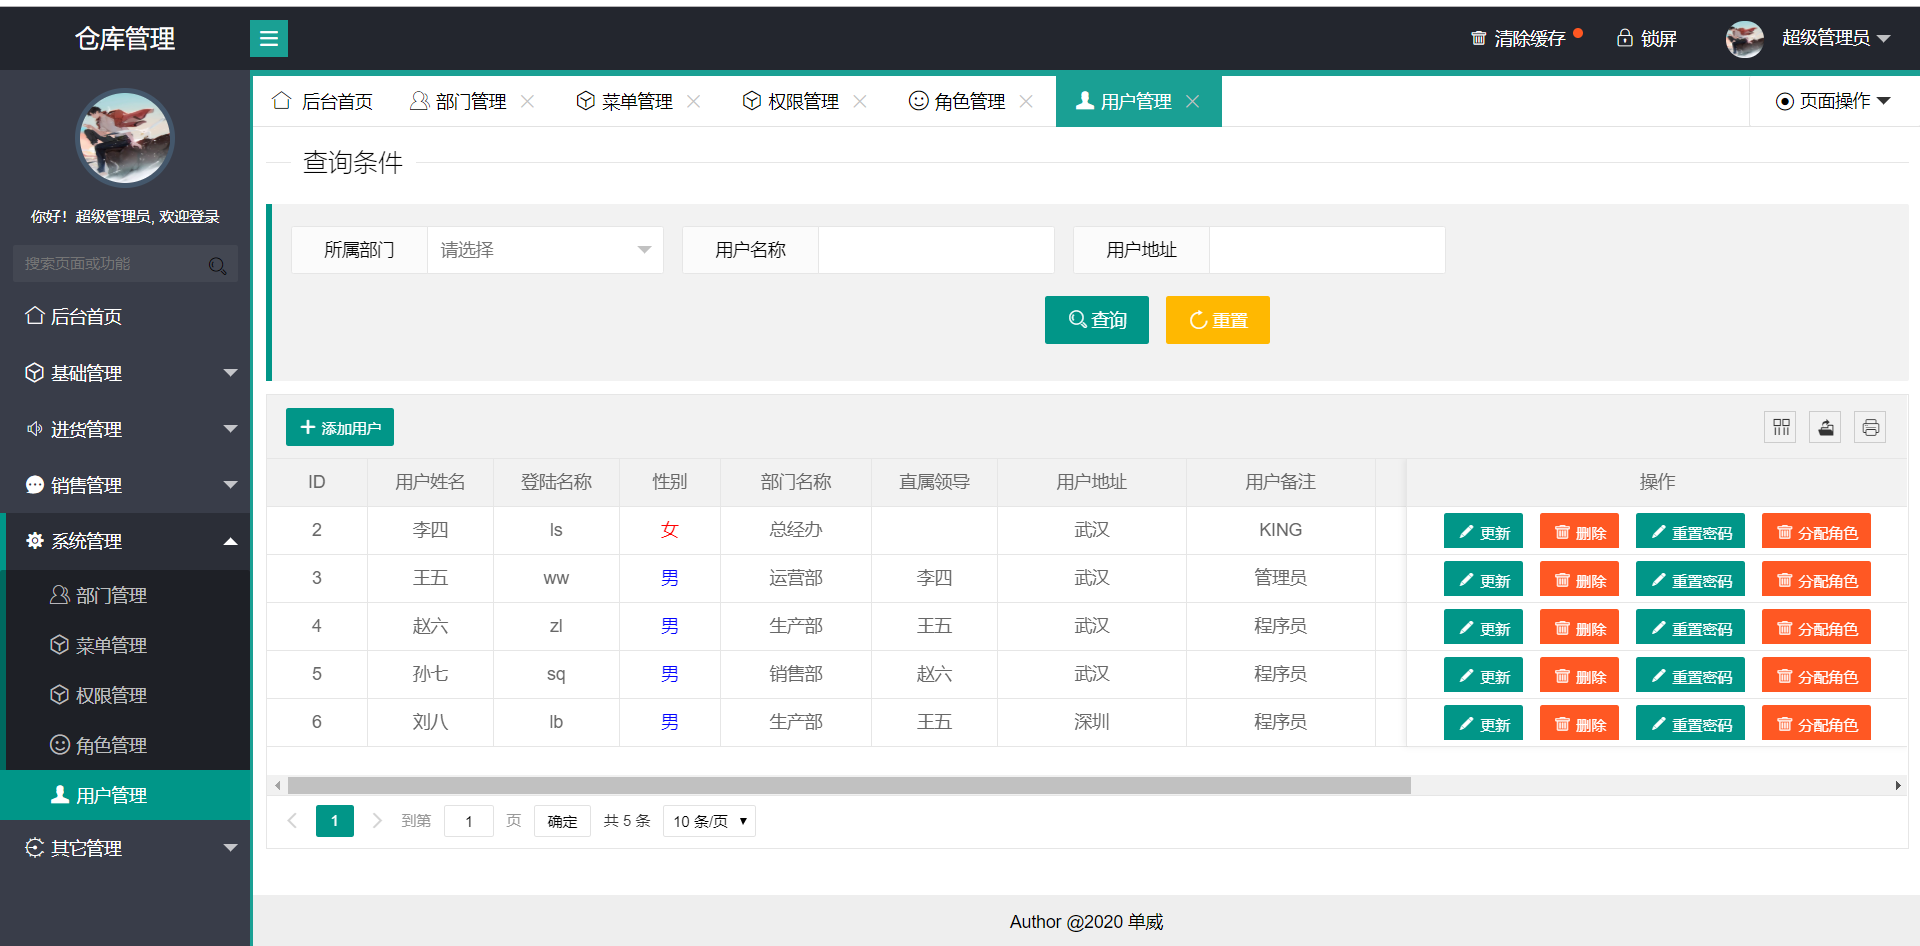 仓库管理
清除缓存 锁屏 超级管理员
你好！超级管理员, 欢迎登录
搜索页面或功能
后台首页
基础管理
进货管理
销售管理
系统管理
部门管理
菜单管理
权限管理
角色管理
用户管理
其它管理
后台首页 部门管理 菜单管理 权限管理 角色管理 用户管理 页面操作
查询条件
所属部门 请选择 用户名称 用户地址
查询 重置
添加用户
ID 用户姓名 登陆名称 性别 部门名称 直属领导 用户地址 用户备注 操作
2 李四 ls 女 总经办 武汉 KING 更新 删除 重置密码 分配角色
3 王五 ww 男 运营部 李四 武汉 管理员 更新 删除 重置密码 分配角色
4 赵六 zl 男 生产部 王五 武汉 程序员 更新 删除 重置密码 分配角色
5 孙七 sq 男 销售部 赵六 武汉 程序员 更新 删除 重置密码 分配角色
6 刘八 lb 男 生产部 王五 深圳 程序员 更新 删除 重置密码 分配角色
1 到第 1 页 确定 共 5 条 10 条/页
Author @2020 单威